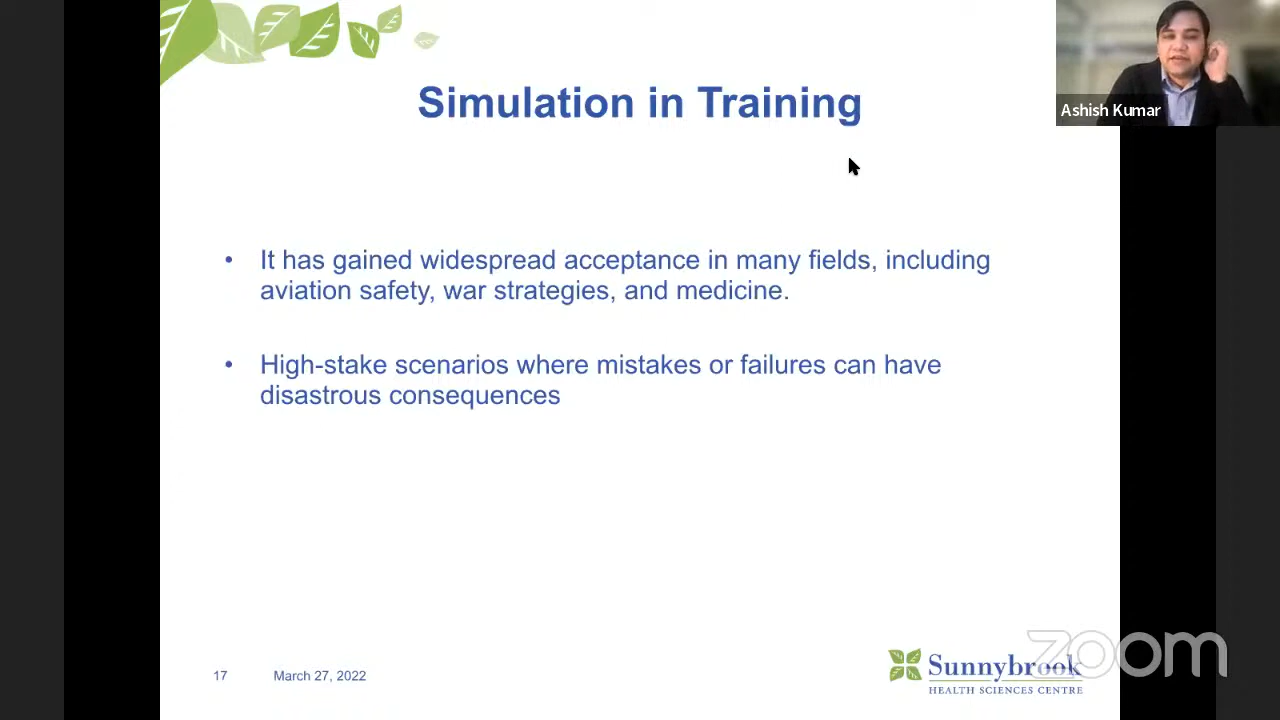 Simulation in Training
Ashish Kumar
• It has gained widespread acceptance in many fields, including
aviation safety, war strategies, and medicine.
• High-stake scenarios where mistakes or failures can have
disastrous consequences
17 March 27, 2022
Sunnybrook
HEALTH SCIENCES CENTRE
zoom